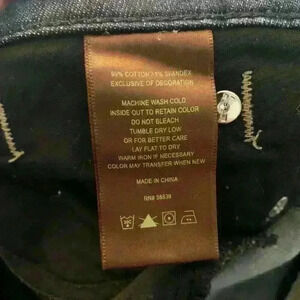 99% COTTON 1% SPANDEX
EXCLUSIVE OF DECORATION
MACHINE WASH COLD
INSIDE OUT TO RETAIN COLOR
DO NOT BLEACH
TUMBLE DRY LOW
OR FOR BETTER CARE
LAY FLAT TO DRY
WARM IRON IF NECESSARY
COLOR MAY TRANSFER WHEN NEW
MADE IN CHINA
RN#